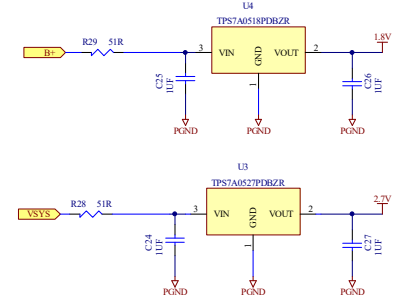 U4
TPS7A0518PDBZR
R29 51R
B+
3 VIN GND VOUT 2
1.8V
C25
1UF
1
C26
1UF
PGND PGND PGND
U3
TPS7A0527PDBZR
R28 51R
VSYS
3 VIN GND VOUT 2
2.7V
C24
1UF
1
C27
1UF
PGND PGND PGND